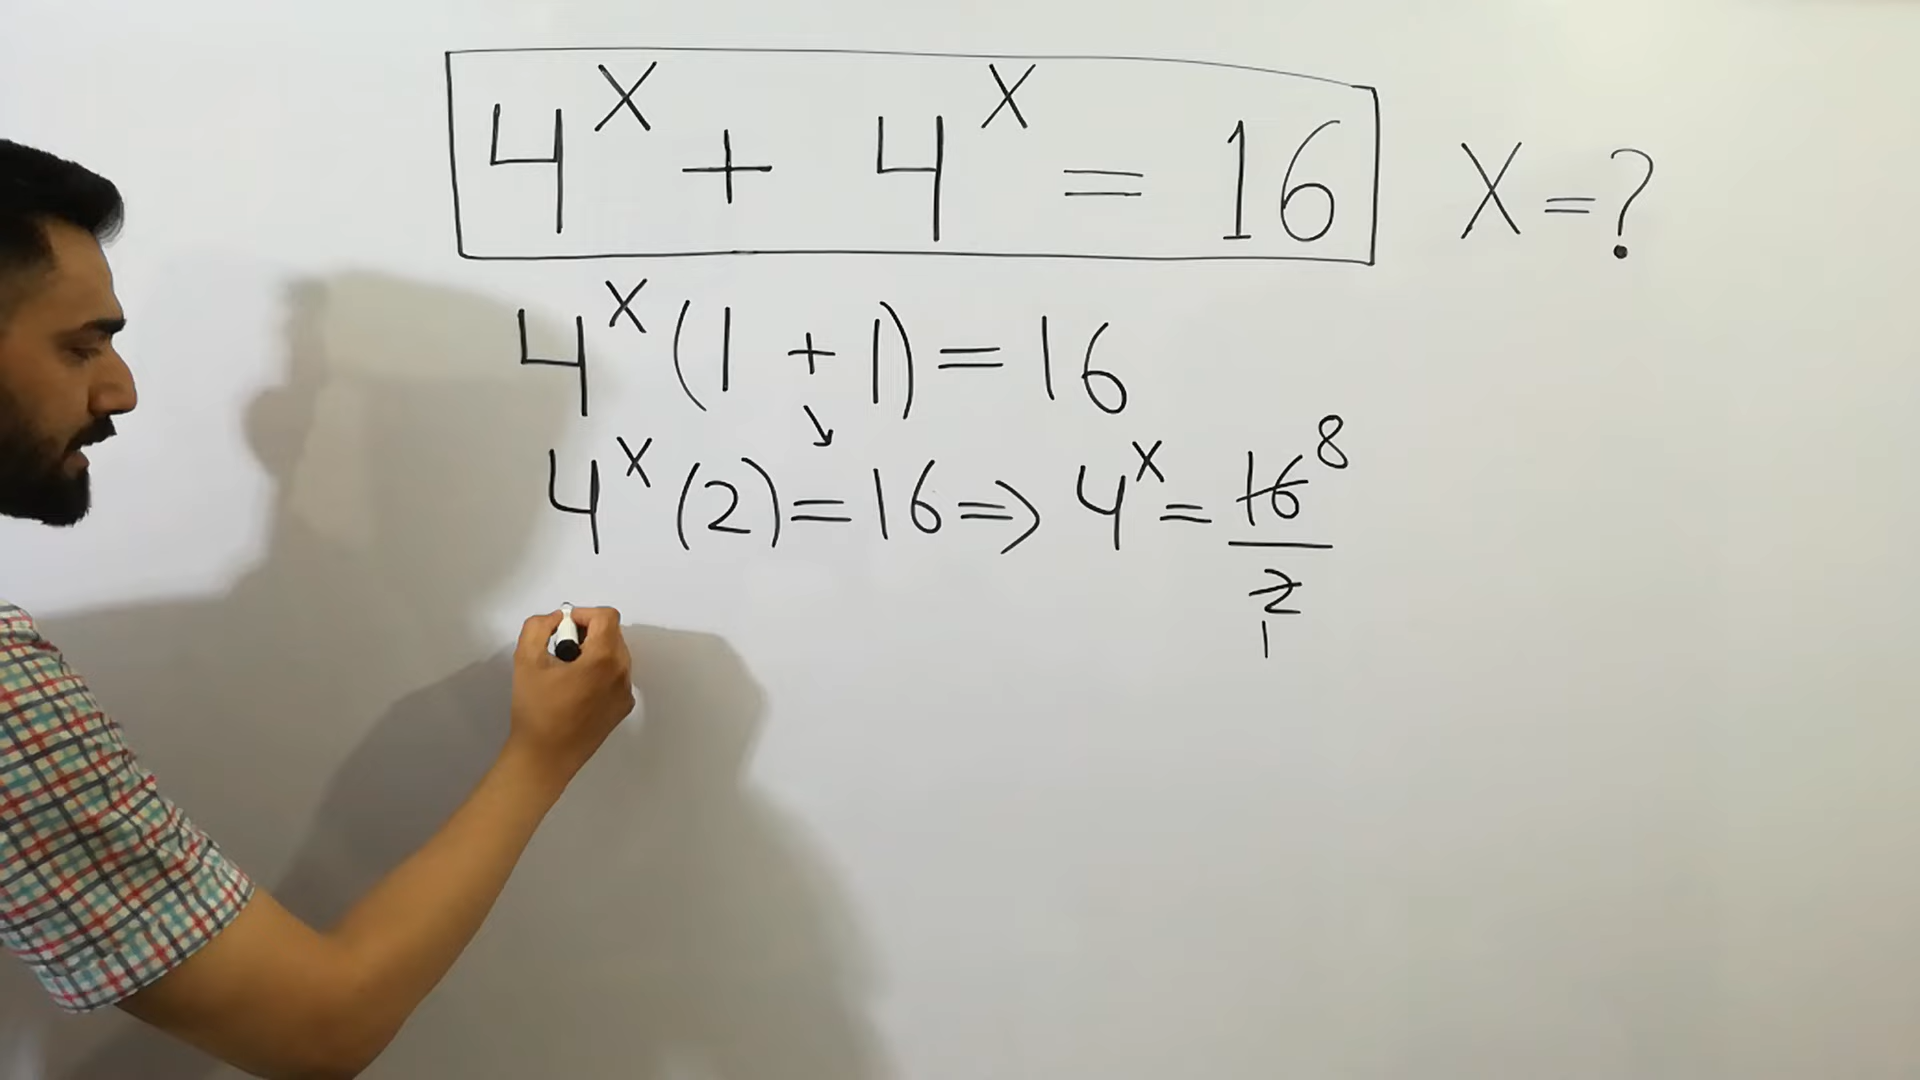 4^x + 4^x = 16 x = ?
4^x (1 + 1) = 16
↘
4^x (2) = 16 ⇒ 4^x = 16/2 8
1